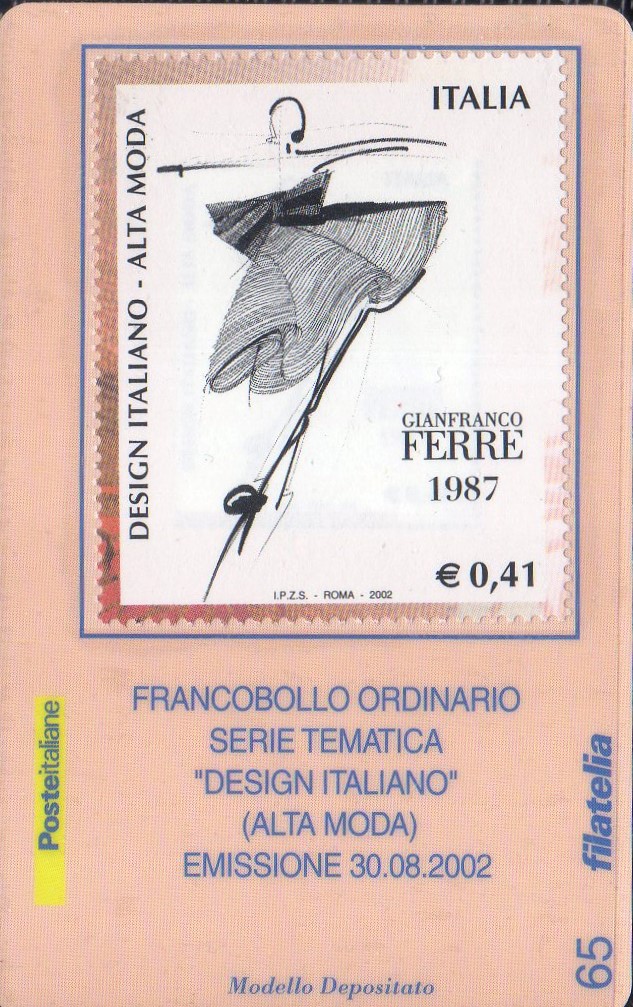 ITALIA
DESIGN ITALIANO - ALTA MODA
GIANFRANCO
FERRE
1987
€ 0,41
I.P.Z.S. - ROMA - 2002
FRANCOBOLLO ORDINARIO
SERIE TEMATICA
"DESIGN ITALIANO"
(ALTA MODA)
EMISSIONE 30.08.2002
Posteitaliane
filatelia
65
Modello Depositato